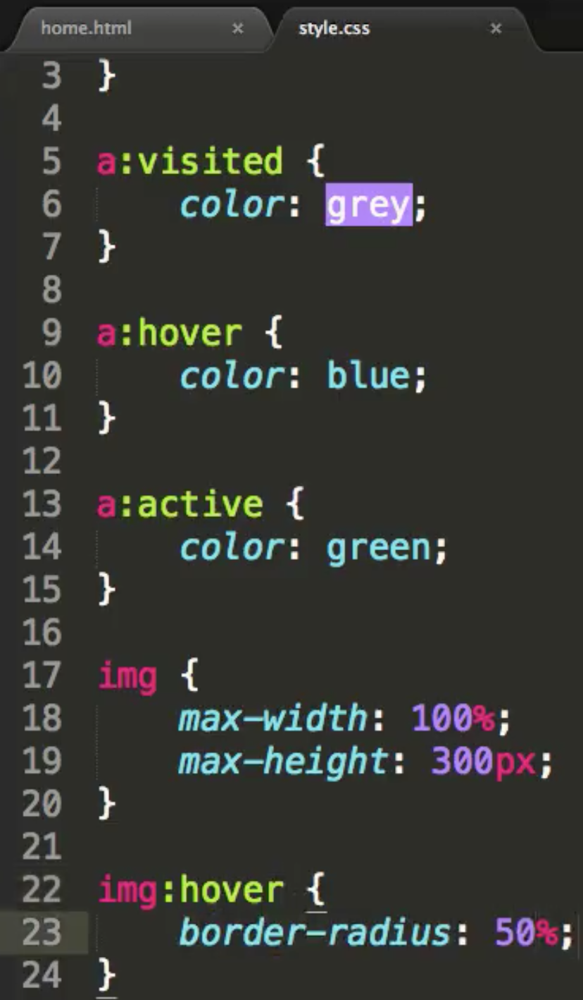 home.html × style.css ×
3 }
4
5 a:visited {
6 color: grey;
7 }
8
9 a:hover {
10 color: blue;
11 }
12
13 a:active {
14 color: green;
15 }
16
17 img {
18 max-width: 100%;
19 max-height: 300px;
20 }
21
22 img:hover {
23 border-radius: 50%;
24 }